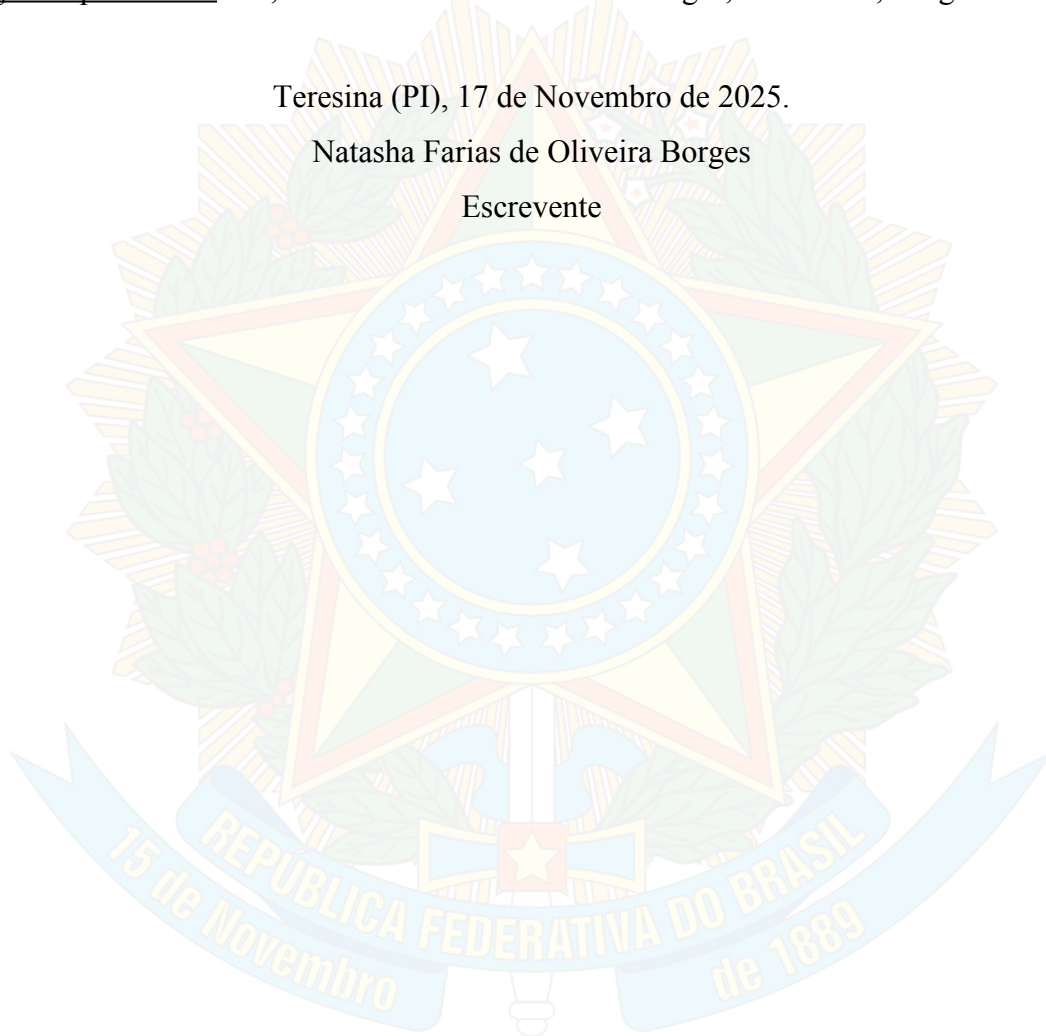 Teresina (PI), 17 de Novembro de 2025.
Natasha Farias de Oliveira Borges
Escrevente
REPÚBLICA FEDERATIVA DO BRASIL
15 de Novembro
de 1889